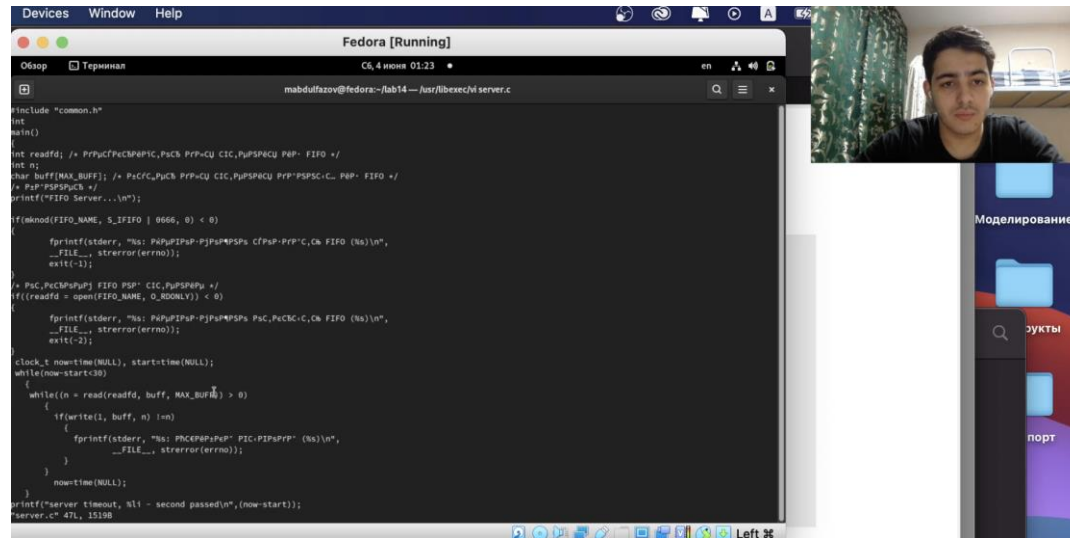 Devices Window Help
A
Fedora [Running]
Обзор Терминал Сб, 4 июня 01:23 en
mabdulfazov@fedora:~/lab14 — /usr/libexec/vi server.c
#include "common.h"
int
main()
{
int readfd; /* FIFO */
int n;
char buff[MAX_BUFF]; /* FIFO */
/* */
printf("FIFO Server...\n");
if(mknod(FIFO_NAME, S_IFIFO | 0666, 0) < 0)
{
fprintf(stderr, "%s: FIFO (%s)\n",
__FILE__, strerror(errno));
exit(-1);
}
/* FIFO */
if((readfd = open(FIFO_NAME, O_RDONLY)) < 0)
{
fprintf(stderr, "%s: FIFO (%s)\n",
__FILE__, strerror(errno));
exit(-2);
}
clock_t now=time(NULL), start=time(NULL);
while(now-start<30)
{
while((n = read(readfd, buff, MAX_BUFF)) > 0)
{
if(write(1, buff, n) !=n)
{
fprintf(stderr, "%s: (%s)\n",
__FILE__, strerror(errno));
}
}
now=time(NULL);
}
printf("server timeout, %li - second passed\n",(now-start));
"server.c" 47L, 1519B
Left ⌘
Моделирование
укты
порт